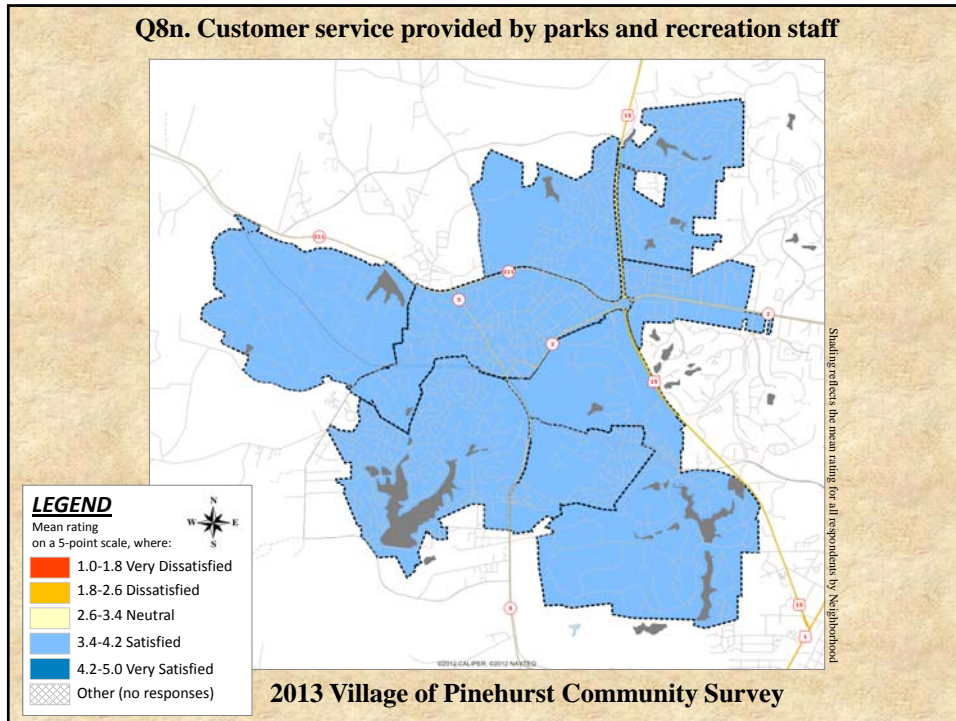 Q8n. Customer service provided by parks and recreation staff
15
211
211
5
2
2
15
5
15
1
Shading reflects the mean rating for all respondents by Neighborhood
LEGEND
Mean rating
on a 5-point scale, where:
N
W E
S
1.0-1.8 Very Dissatisfied
1.8-2.6 Dissatisfied
2.6-3.4 Neutral
3.4-4.2 Satisfied
4.2-5.0 Very Satisfied
Other (no responses)
©2012 CALIPER; ©2012 NAVTEQ
2013 Village of Pinehurst Community Survey